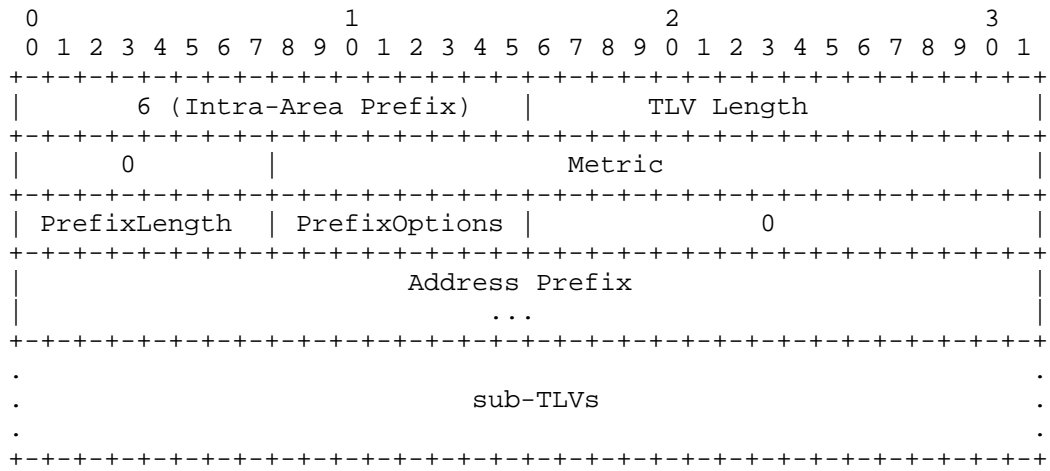 0                   1                   2                   3
 0 1 2 3 4 5 6 7 8 9 0 1 2 3 4 5 6 7 8 9 0 1 2 3 4 5 6 7 8 9 0 1
+-+-+-+-+-+-+-+-+-+-+-+-+-+-+-+-+-+-+-+-+-+-+-+-+-+-+-+-+-+-+-+-+
|       6 (Intra-Area Prefix)   |       TLV Length              |
+-+-+-+-+-+-+-+-+-+-+-+-+-+-+-+-+-+-+-+-+-+-+-+-+-+-+-+-+-+-+-+-+
|      0        |                  Metric                       |
+-+-+-+-+-+-+-+-+-+-+-+-+-+-+-+-+-+-+-+-+-+-+-+-+-+-+-+-+-+-+-+-+
| PrefixLength  | PrefixOptions |              0                |
+-+-+-+-+-+-+-+-+-+-+-+-+-+-+-+-+-+-+-+-+-+-+-+-+-+-+-+-+-+-+-+-+
|                        Address Prefix                         |
|                             ...                               |
+-+-+-+-+-+-+-+-+-+-+-+-+-+-+-+-+-+-+-+-+-+-+-+-+-+-+-+-+-+-+-+-+
.                                                               .
.                            sub-TLVs                           .
.                                                               .
+-+-+-+-+-+-+-+-+-+-+-+-+-+-+-+-+-+-+-+-+-+-+-+-+-+-+-+-+-+-+-+-+